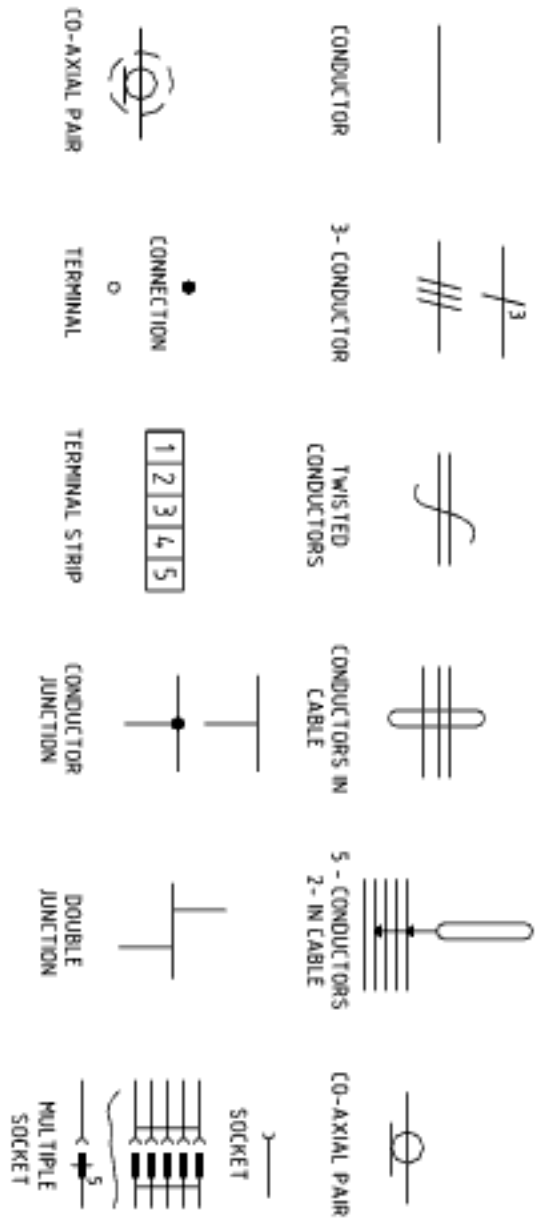 3
CONDUCTOR
3- CONDUCTOR
TWISTED
CONDUCTORS
CONDUCTORS IN
CABLE
5 - CONDUCTORS
2- IN CABLE
CO-AXIAL PAIR
CO-AXIAL PAIR
CONNECTION
TERMINAL
1 2 3 4 5
TERMINAL STRIP
CONDUCTOR
JUNCTION
DOUBLE
JUNCTION
SOCKET
5
MULTIPLE
SOCKET